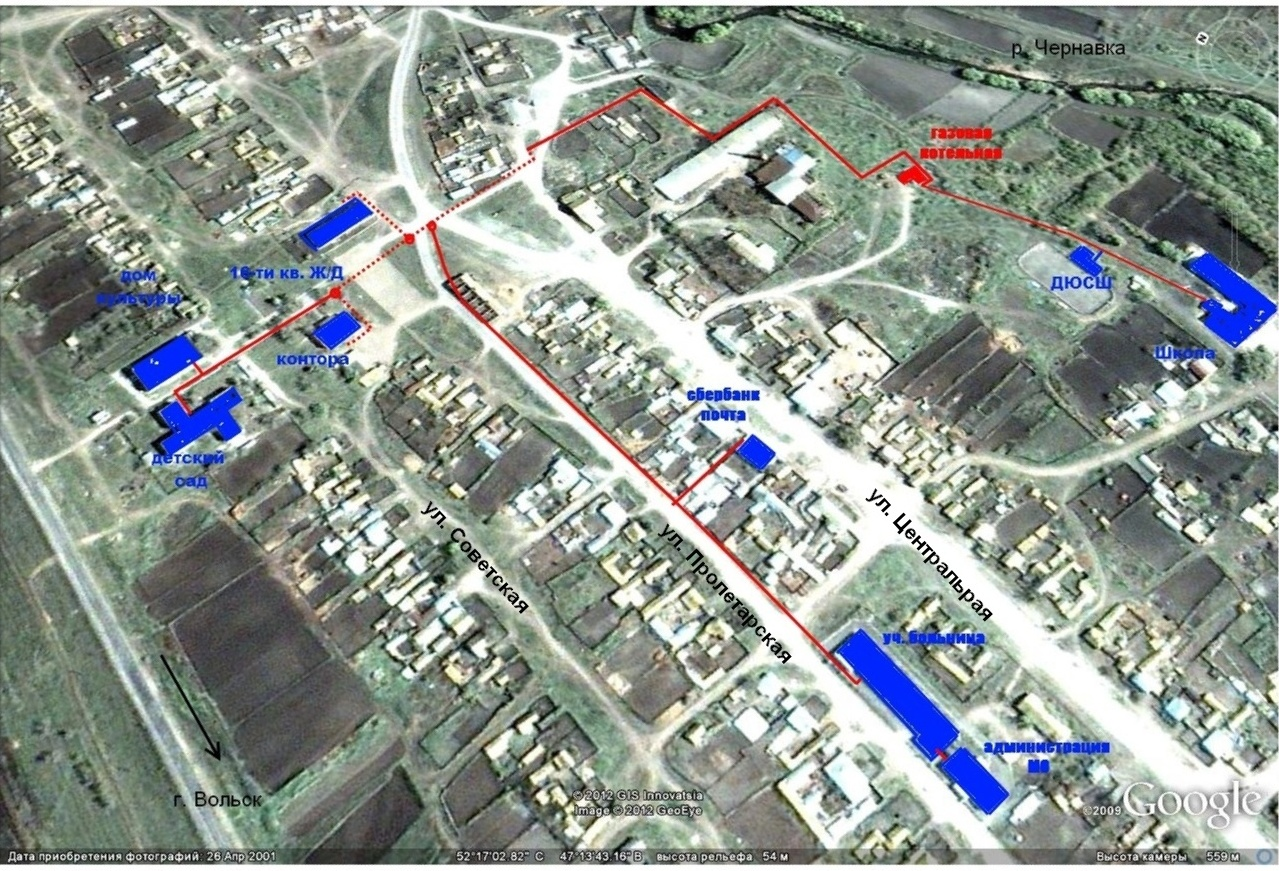 р. Чернавка
N
газовая
котельная
16-ти кв. Ж/Д
дом
культуры
ДЮСШ
Школа
контора
сбербанк
почта
детский
сад
ул. Советская
ул. Пролетарская
ул. Центральрая
уч. больница
администрация
МО
г. Вольск
© 2012 GIS Innovatsia
Image © 2012 GeoEye
©2009 Google
Дата приобретения фотографий: 26 Апр 2001 52°17'02.82" С 47°13'43.16" В высота рельефа 54 м Высота камеры 559 м